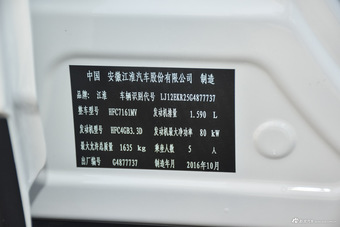 中国 安徽江淮汽车股份有限公司 制造
品牌: 江淮 车辆识别代号 LJ12HKR25G4877737
整车型号 HFC7161MV 发动机排量 1.590 L
发动机型号 HFC4GB3.3D 发动机最大净功率 80 kW
最大允许总质量 1635 kg 乘坐人数 5 人
出厂编号 G4877737 制造年月 2016年10月